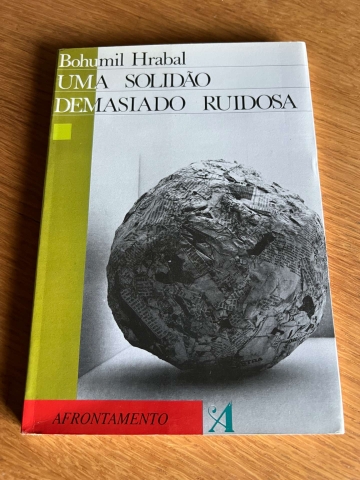 Bohumil Hrabal
UMA SOLIDÃO
DEMASIADO RUIDOSA
AFRONTAMENTO
A